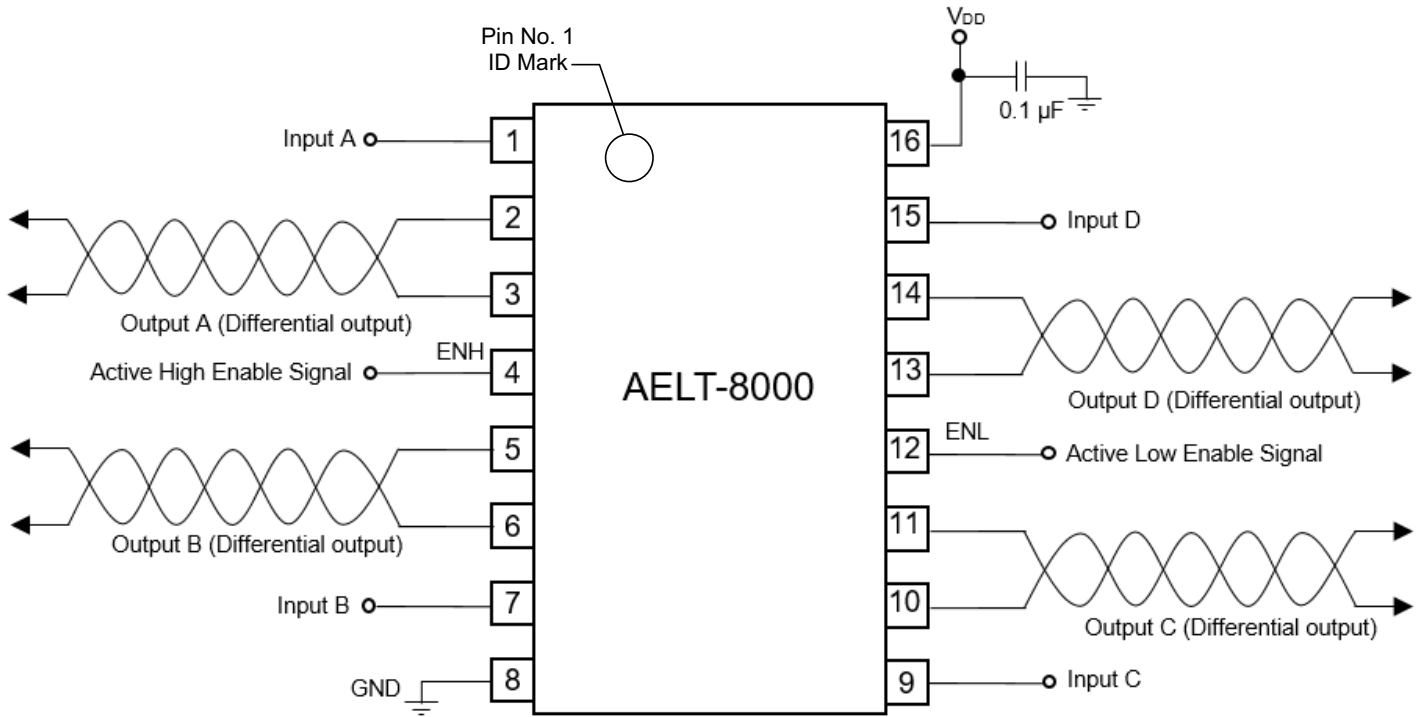 Pin No. 1
ID Mark
VDD
0.1 µF
Input A
1
16
2
15
Input D
3
14
Output A (Differential output)
ENH
Active High Enable Signal
4
13
AELT-8000
Output D (Differential output)
5
12
ENL
Active Low Enable Signal
6
11
Output B (Differential output)
Input B
7
10
Output C (Differential output)
GND
8
9
Input C